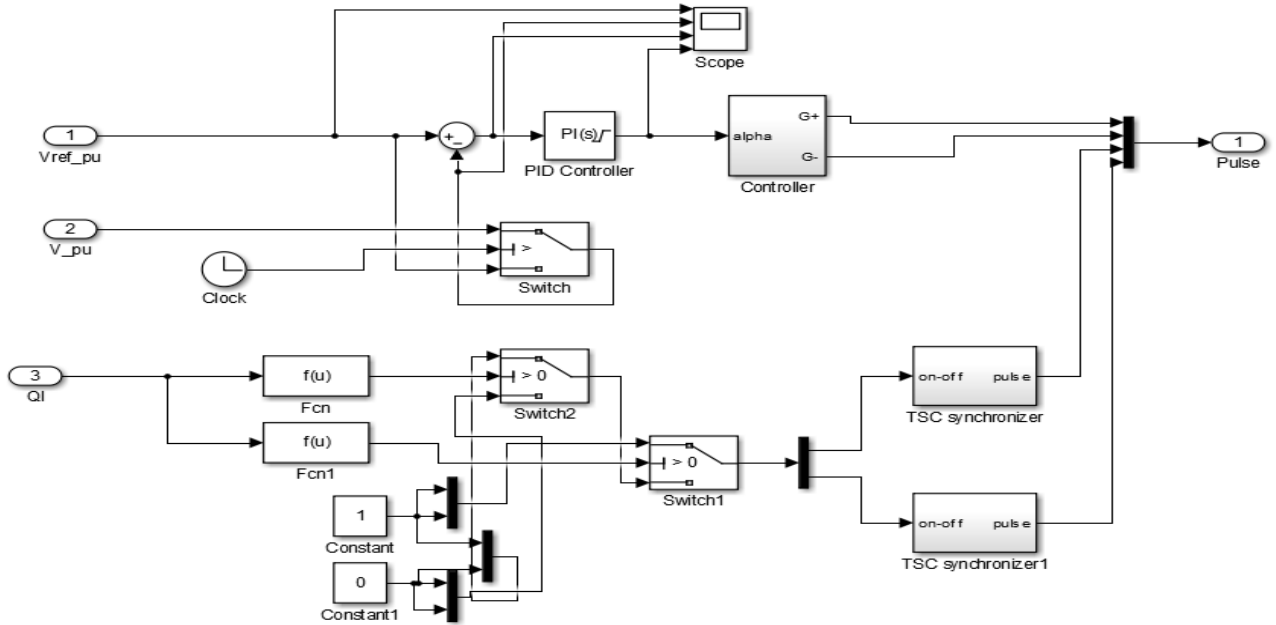 Scope
1
Vref_pu
+
−
PI(s)
PID Controller
alpha
G+
G-
Controller
1
Pulse
2
V_pu
>
Switch
Clock
3
QI
f(u)
Fcn
> 0
Switch2
on-off
pulse
TSC synchronizer
f(u)
Fcn1
> 0
Switch1
1
Constant
on-off
pulse
TSC synchronizer1
0
Constant1